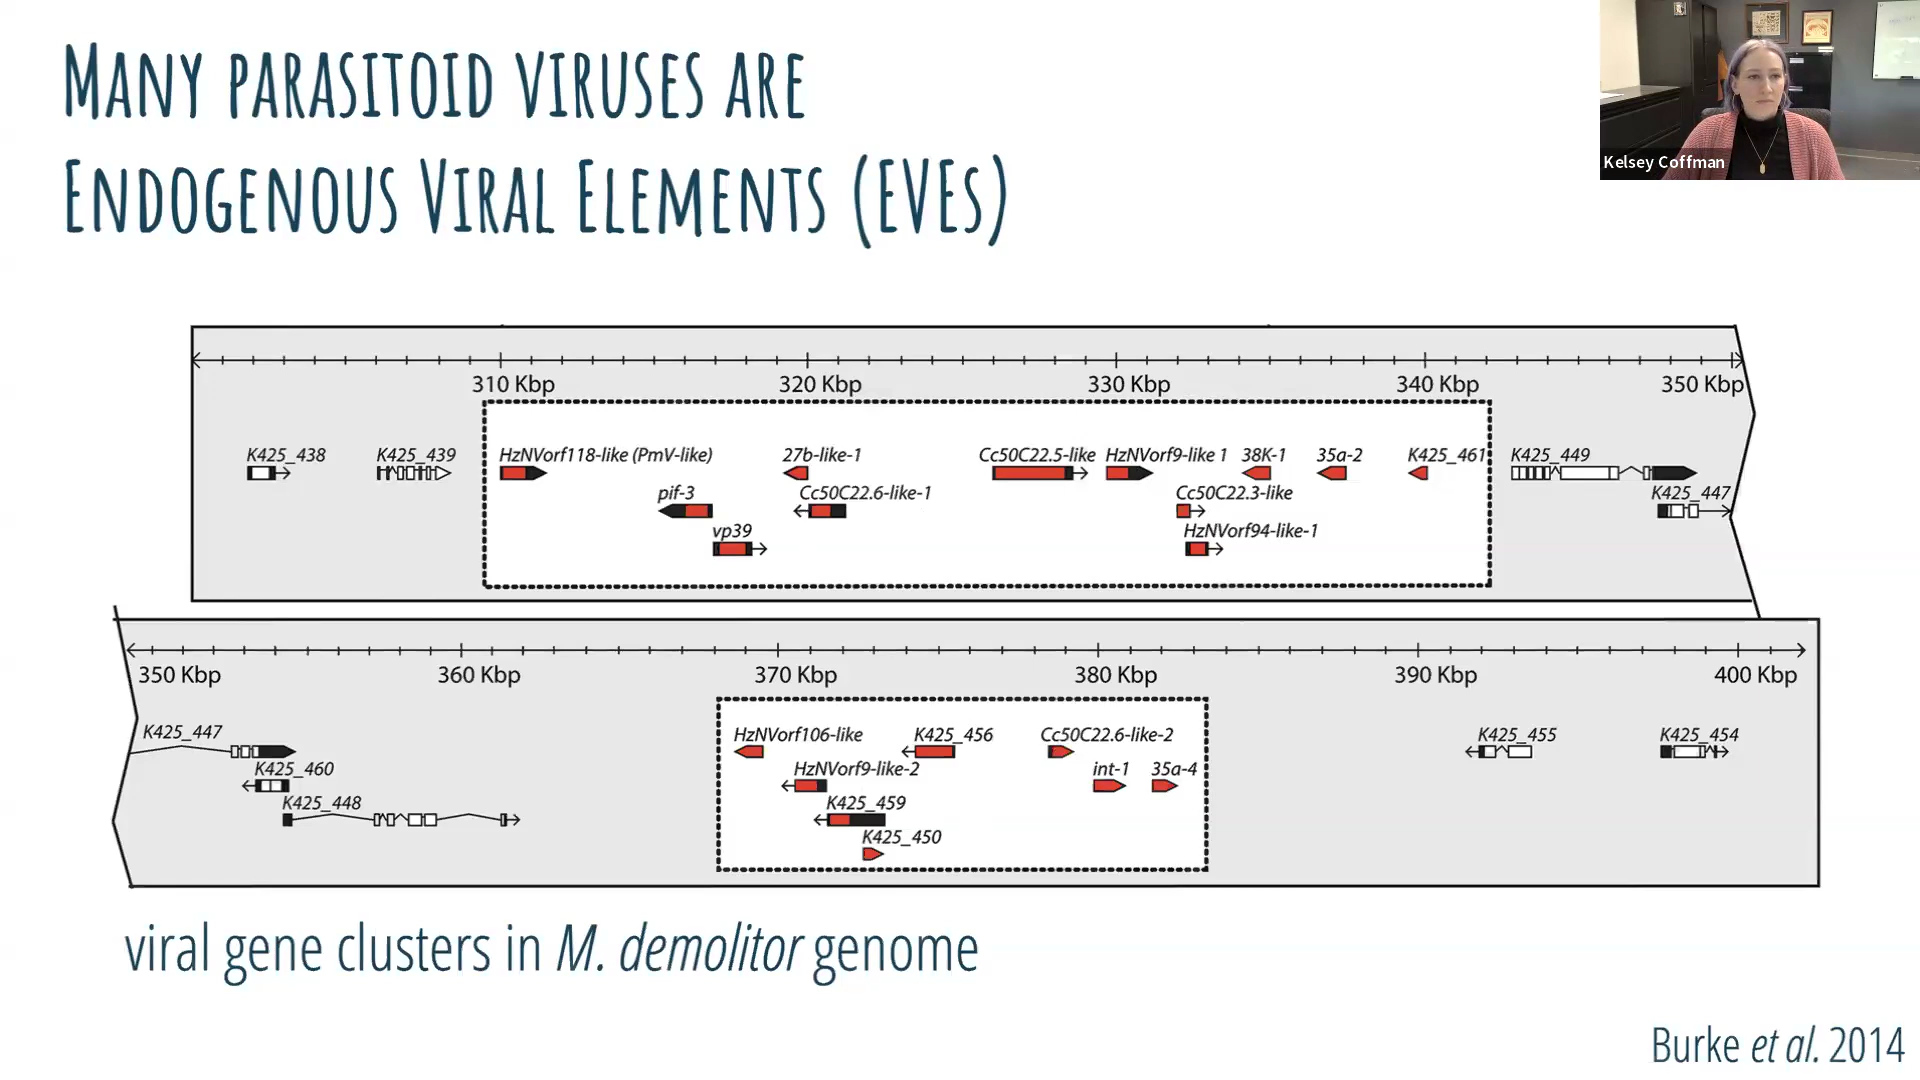 MANY PARASITOID VIRUSES ARE
ENDOGENOUS VIRAL ELEMENTS (EVEs)
Kelsey Coffman
310 Kbp 320 Kbp 330 Kbp 340 Kbp 350 Kbp
K425_438 K425_439 HzNVorf118-like (PmV-like) 27b-like-1 Cc50C22.5-like HzNVorf9-like 1 38K-1 35a-2 K425_461 K425_449
pif-3 Cc50C22.6-like-1 Cc50C22.3-like K425_447
vp39 HzNVorf94-like-1
350 Kbp 360 Kbp 370 Kbp 380 Kbp 390 Kbp 400 Kbp
K425_447 HzNVorf106-like K425_456 Cc50C22.6-like-2 K425_455 K425_454
K425_460 HzNVorf9-like-2 int-1 35a-4
K425_448 K425_459
K425_450
viral gene clusters in M. demolitor genome
Burke et al. 2014